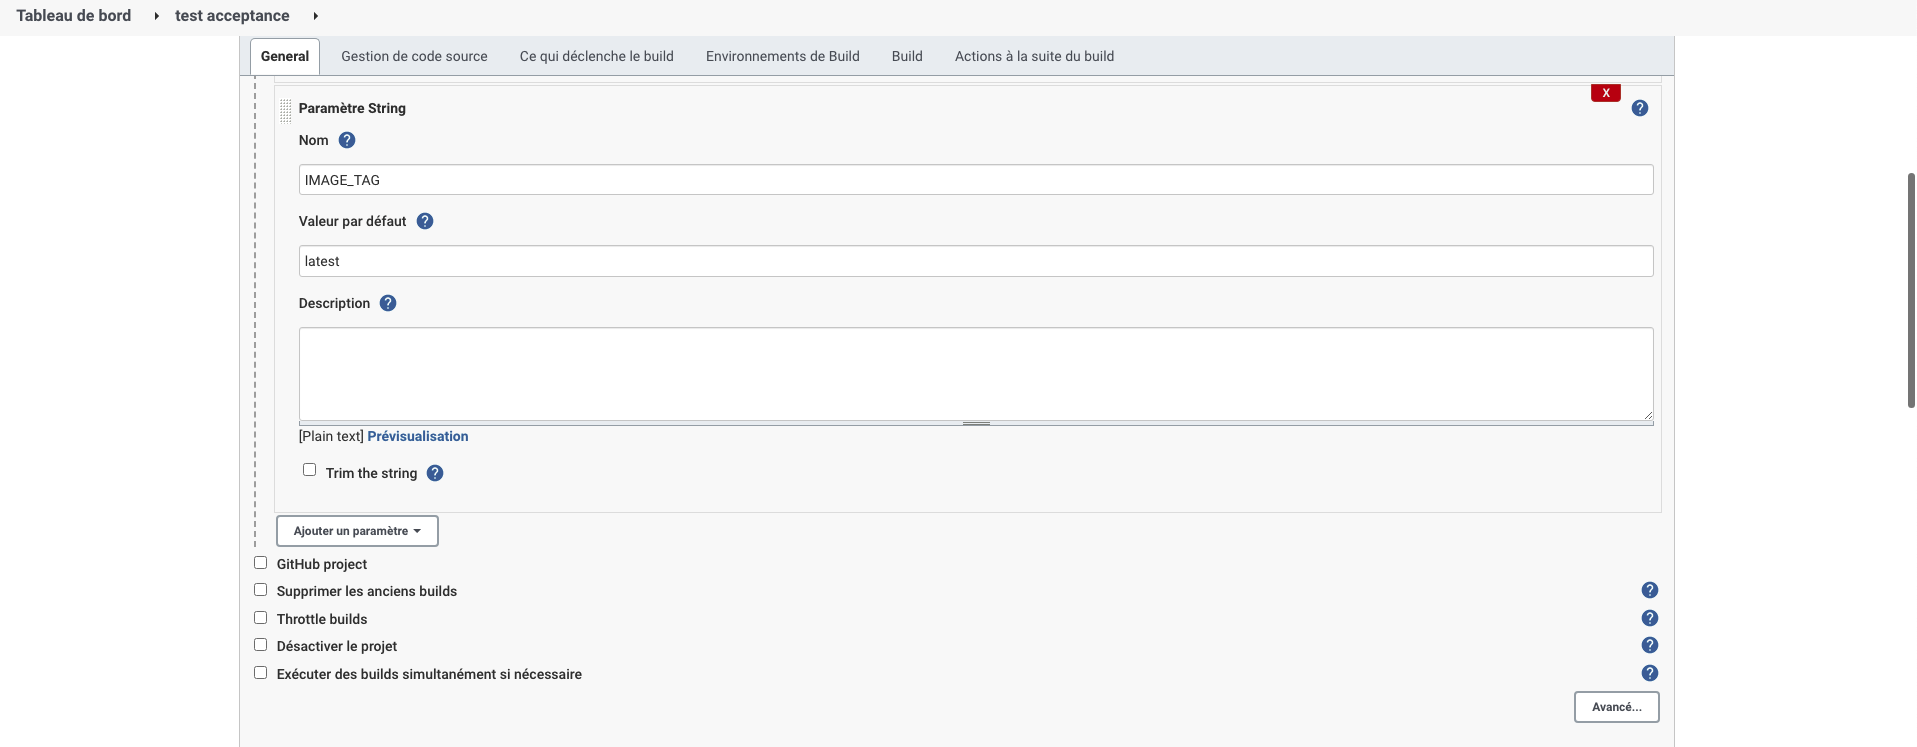 Tableau de bord
test acceptance
General
Gestion de code source
Ce qui déclenche le build
Environnements de Build
Build
Actions à la suite du build
X
Paramètre String
?
Nom ?
IMAGE_TAG
Valeur par défaut ?
latest
Description ?
[Plain text] Prévisualisation
Trim the string ?
Ajouter un paramètre
GitHub project
Supprimer les anciens builds ?
Throttle builds ?
Désactiver le projet ?
Exécuter des builds simultanément si nécessaire ?
Avancé...